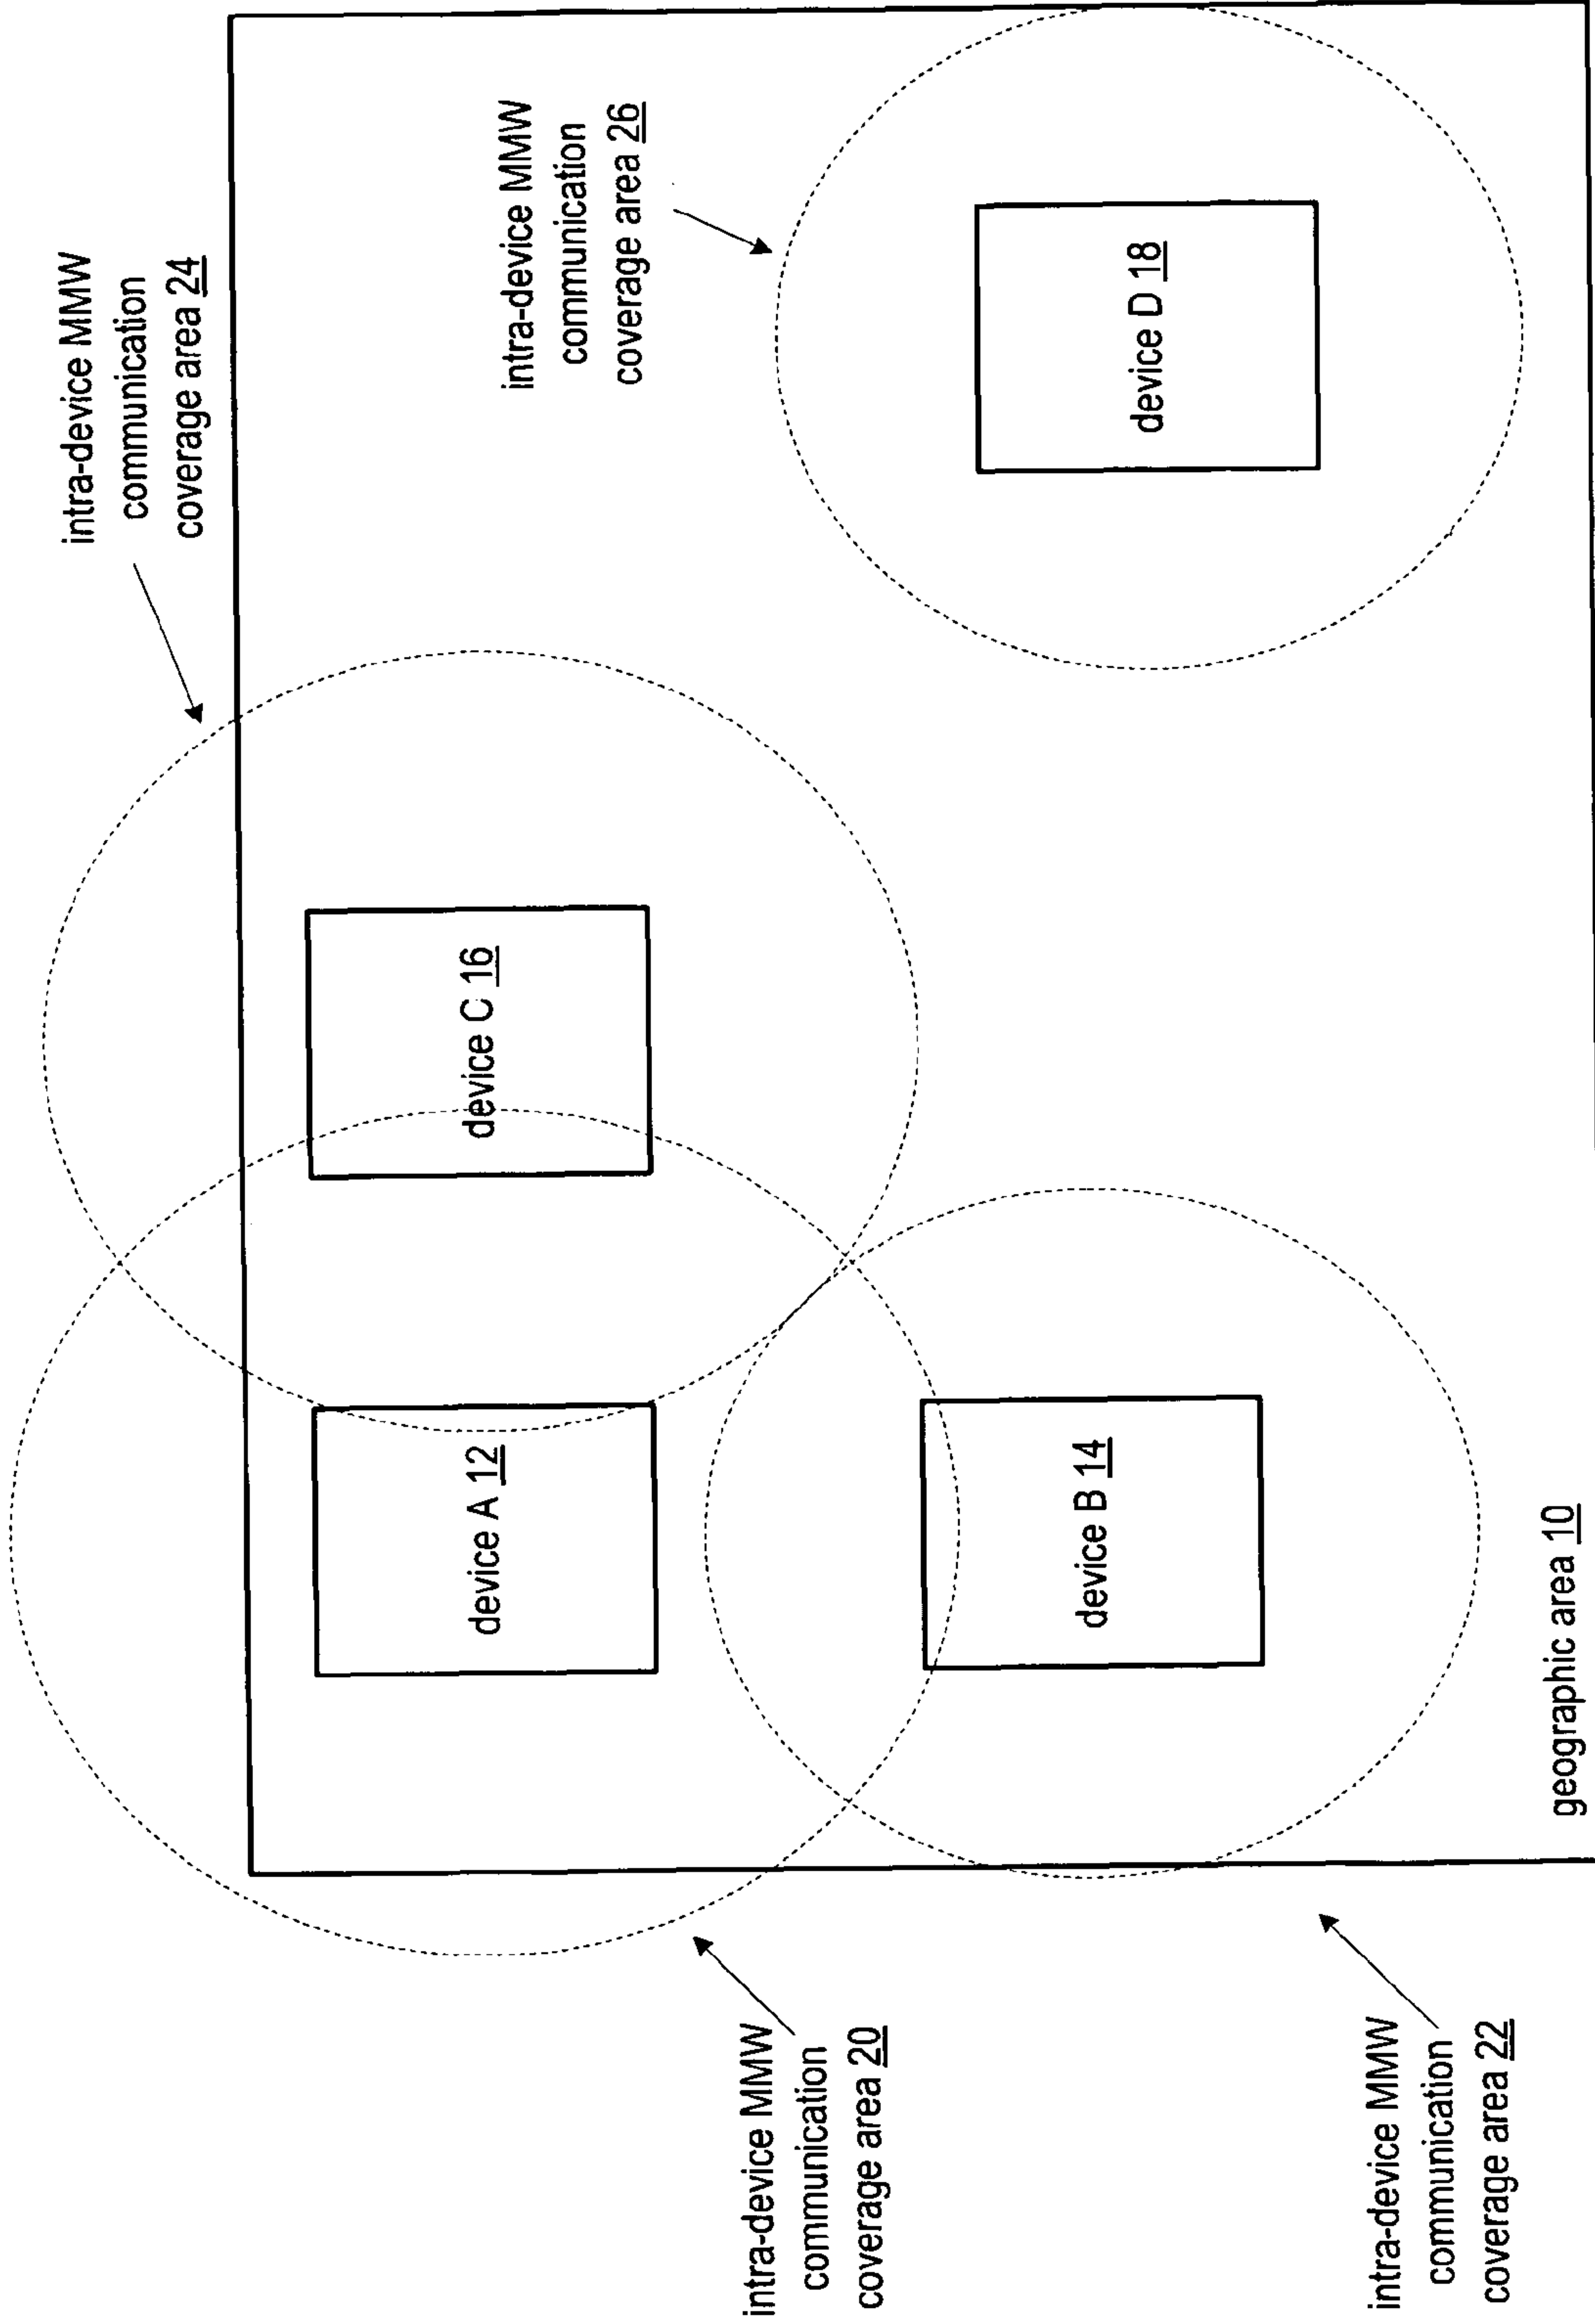 intra-device MMW
communication
coverage area 24
intra-device MMW
communication
coverage area 26
device A 12
device C 16
intra-device MMW
communication
coverage area 20
device B 14
device D 18
intra-device MMW
communication
coverage area 22
geographic area 10